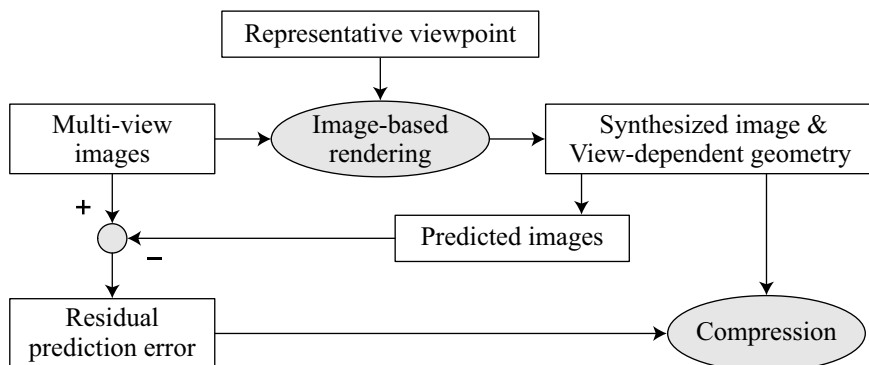 Representative viewpoint
Multi-view
images
Image-based
rendering
Synthesized image &
View-dependent geometry
+
Predicted images
−
Residual
prediction error
Compression